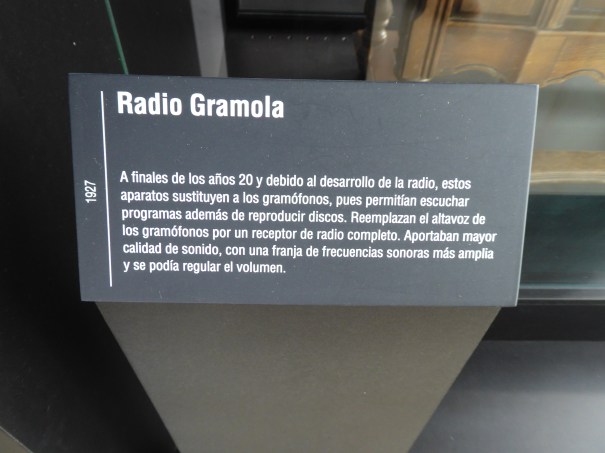 Radio Gramola
1927
A finales de los años 20 y debido al desarrollo de la radio, estos
aparatos sustituyen a los gramófonos, pues permitían escuchar
programas además de reproducir discos. Reemplazan el altavoz de
los gramófonos por un receptor de radio completo. Aportaban mayor
calidad de sonido, con una franja de frecuencias sonoras más amplia
y se podía regular el volumen.